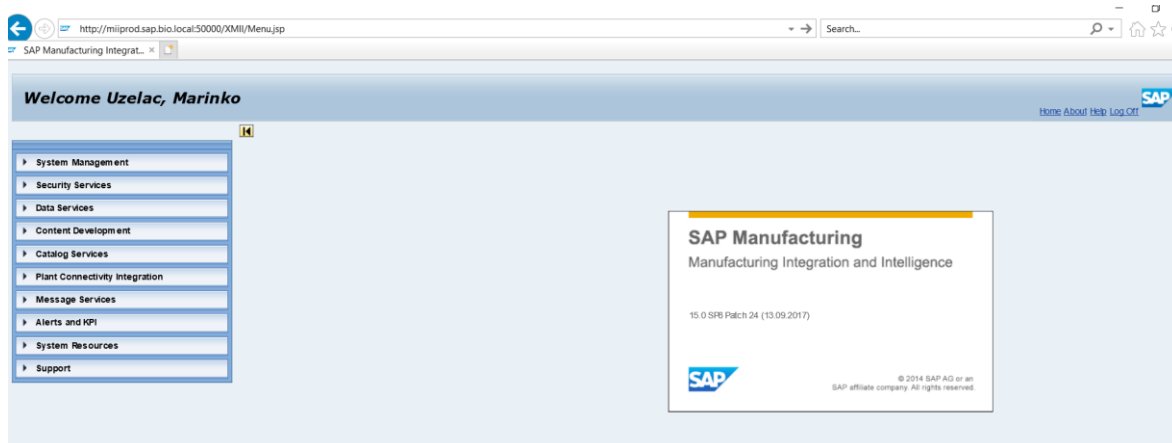 http://miiprod.sap.bio.local:50000/XMII/Menu.jsp
Search...
SAP Manufacturing Integrat...
Welcome Uzelac, Marinko
SAP
Home About Help Log Off
System Management
Security Services
Data Services
Content Development
Catalog Services
Plant Connectivity Integration
Message Services
Alerts and KPI
System Resources
Support
SAP Manufacturing
Manufacturing Integration and Intelligence
15.0 SP8 Patch 24 (13.09.2017)
SAP
© 2014 SAP AG or an
SAP affiliate company. All rights reserved.